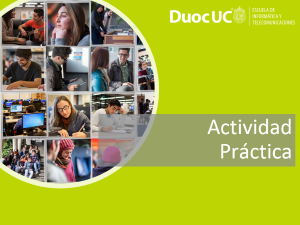 DuocUC
ESCUELA DE
INFORMÁTICA Y
TELECOMUNICACIONES
Actividad
Práctica